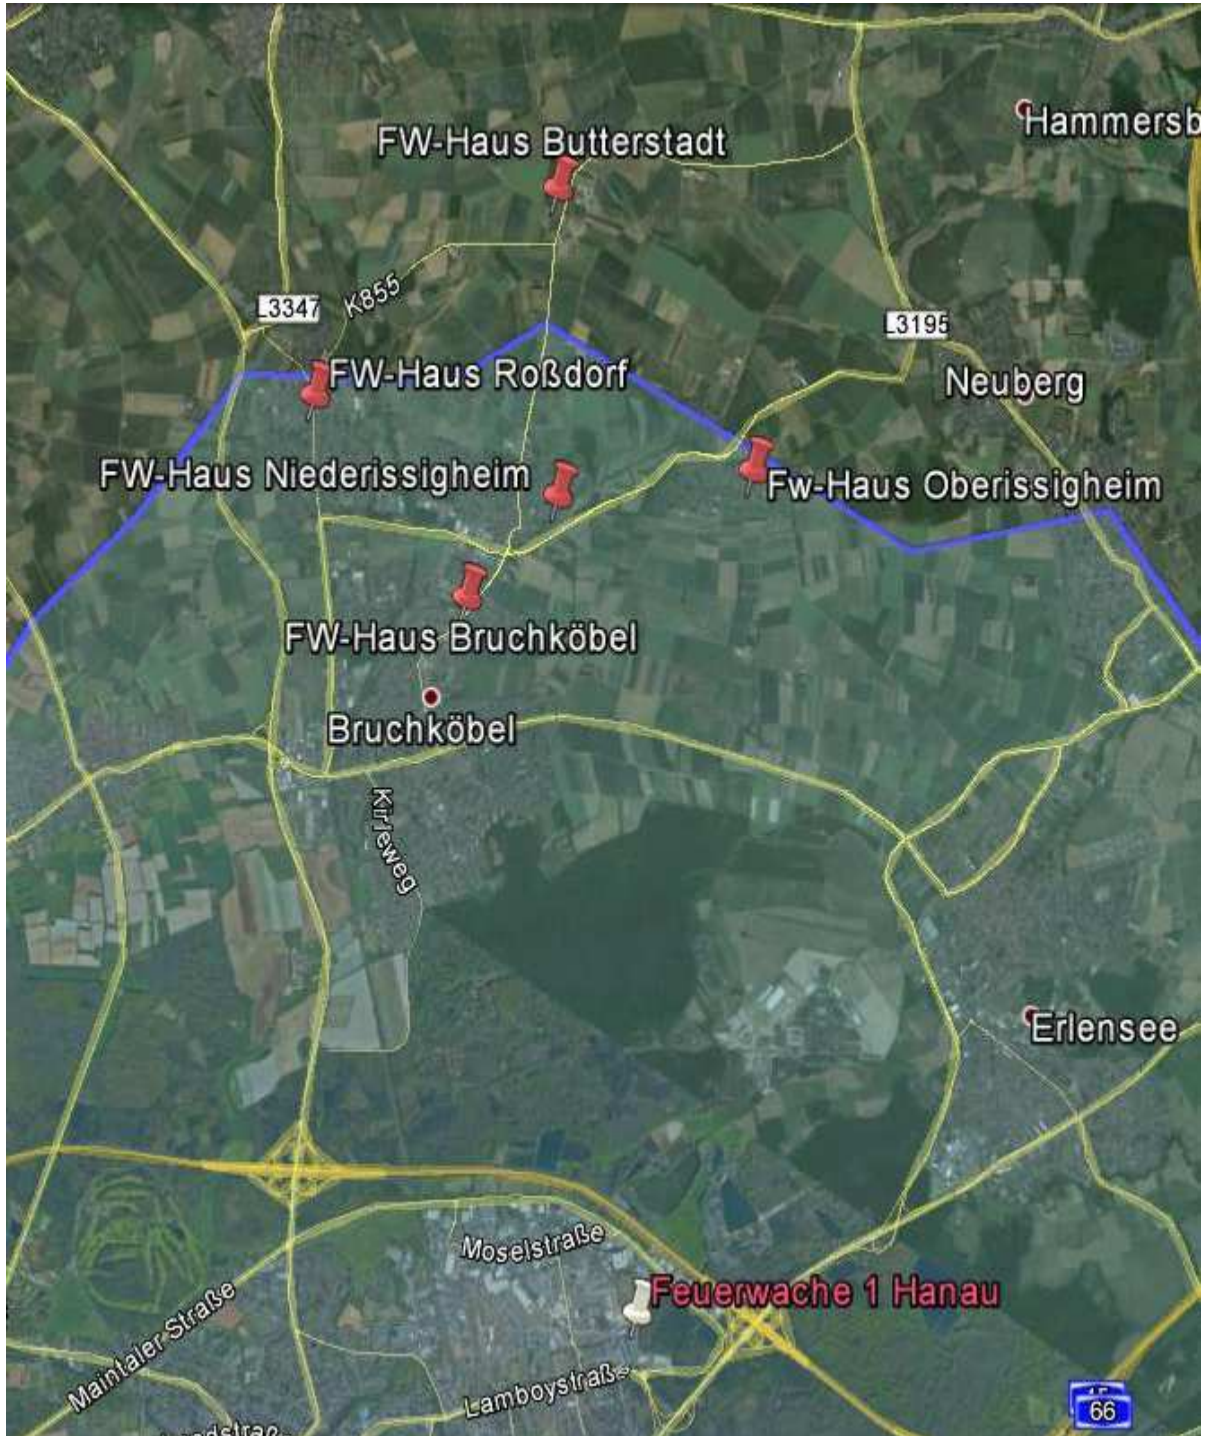 Hammersb
FW-Haus Butterstadt
K855
L3347
L3195
FW-Haus Roßdorf
Neuberg
FW-Haus Niederissigheim
Fw-Haus Oberissigheim
FW-Haus Bruchköbel
Bruchköbel
Kirleweg
Erlensee
Moselstraße
Feuerwache 1 Hanau
Maintaler Straße
Lamboystraß
66